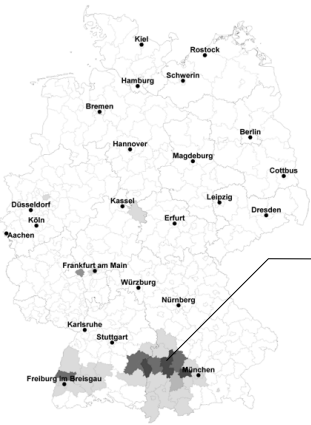 Kiel
Rostock
Schwerin
Hamburg
Bremen
Berlin
Hannover
Magdeburg
Cottbus
Leipzig
Kassel
Düsseldorf
Dresden
Köln
Erfurt
Aachen
Frankfurt am Main
Würzburg
Nürnberg
Karlsruhe
Stuttgart
München
Freiburg im Breisgau